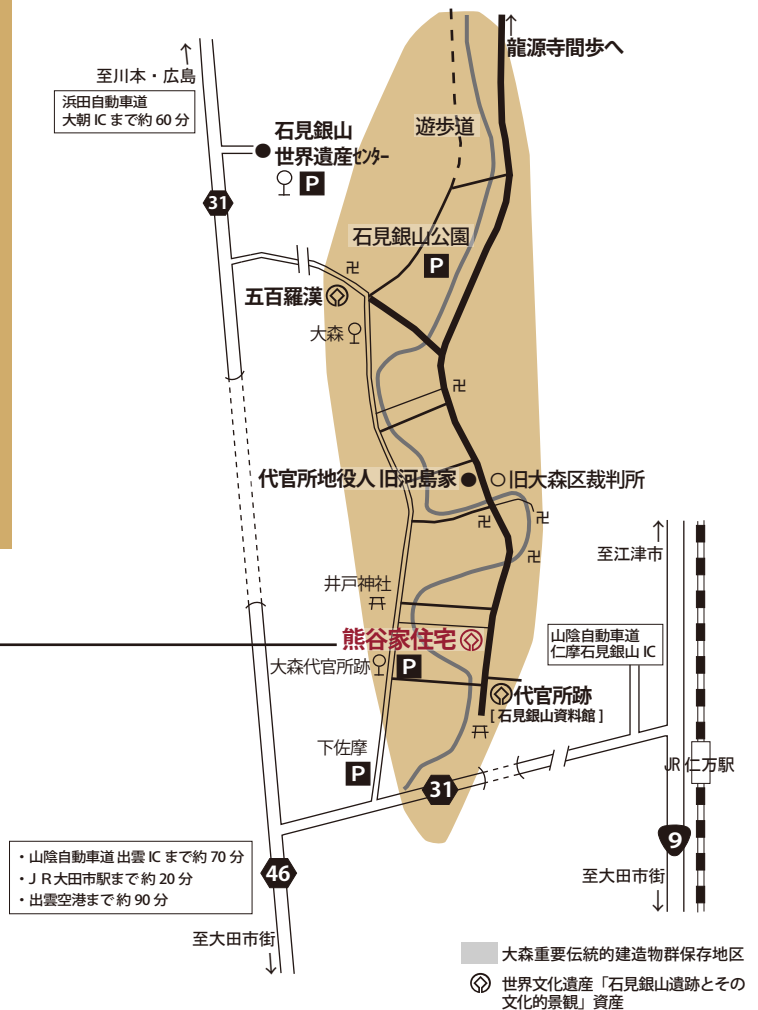 龍源寺間歩へ
至川本・広島
浜田自動車道
大朝 IC まで約 60 分
遊歩道
石見銀山
世界遺産センター
P
31
石見銀山公園
P
卍
五百羅漢
大森
卍
代官所地役人 旧河島家
旧大森区裁判所
卍
卍
卍
至江津市
井戸神社
山陰自動車道
仁摩石見銀山 IC
熊谷家住宅
大森代官所跡
P
代官所跡
[ 石見銀山資料館 ]
下佐摩
P
JR 仁万駅
31
9
・山陰自動車道 出雲 IC まで約 70 分
・ＪＲ大田市駅まで 約 20 分
・出雲空港まで 約 90 分
46
至大田市街
至大田市街
大森重要伝統的建造物群保存地区
世界文化遺産「石見銀山遺跡とその
文化的景観」資産